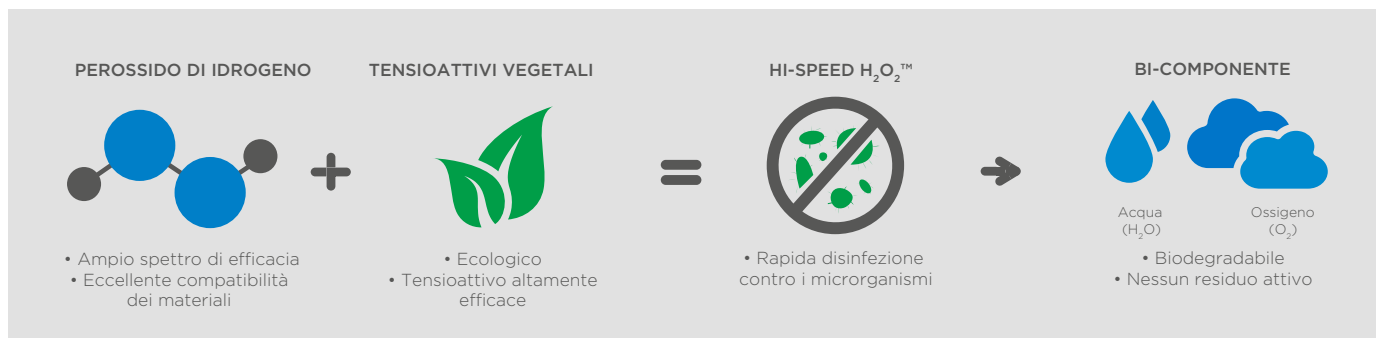 PEROSSIDO DI IDROGENO
• Ampio spettro di efficacia
• Eccellente compatibilità
dei materiali
TENSIOATTIVI VEGETALI
• Ecologico
• Tensioattivo altamente
efficace
HI-SPEED H₂O₂™
• Rapida disinfezione
contro i microrganismi
BI-COMPONENTE
Acqua
(H₂O)
Ossigeno
(O₂)
• Biodegradabile
• Nessun residuo attivo